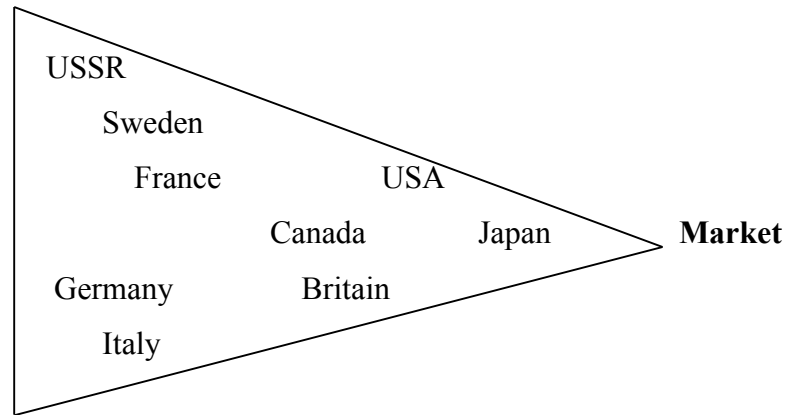 USSR
Sweden
France USA
Canada Japan Market
Germany Britain
Italy